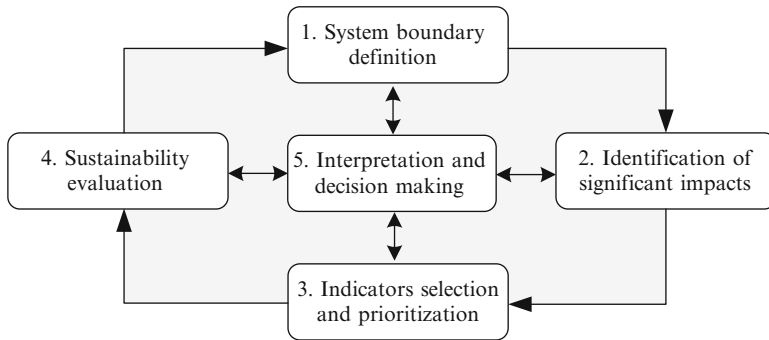 1. System boundary
definition
4. Sustainability
evaluation
5. Interpretation and
decision making
2. Identification of
significant impacts
3. Indicators selection
and prioritization